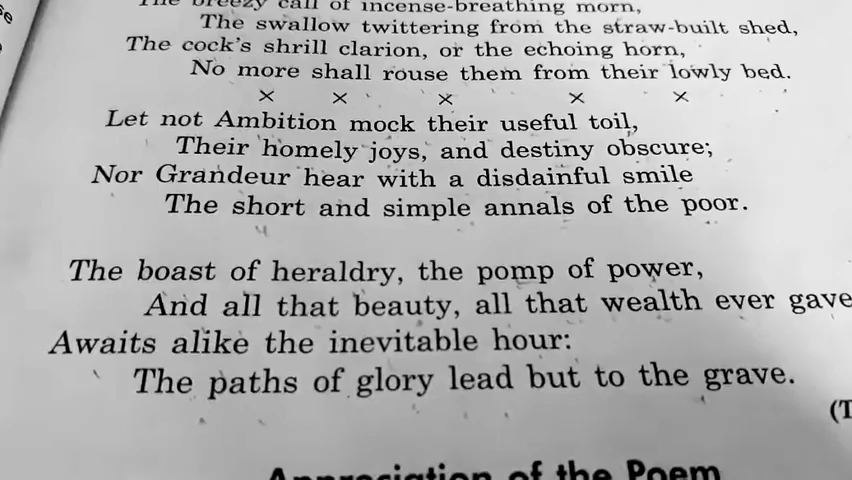 The breezy call of incense-breathing morn,
The swallow twittering from the straw-built shed,
The cock's shrill clarion, or the echoing horn,
No more shall rouse them from their lowly bed.
× × × × ×
Let not Ambition mock their useful toil,
Their homely joys, and destiny obscure;
Nor Grandeur hear with a disdainful smile
The short and simple annals of the poor.
The boast of heraldry, the pomp of power,
And all that beauty, all that wealth ever gave
Awaits alike the inevitable hour:
The paths of glory lead but to the grave.
(T
Appreciation of the Poem